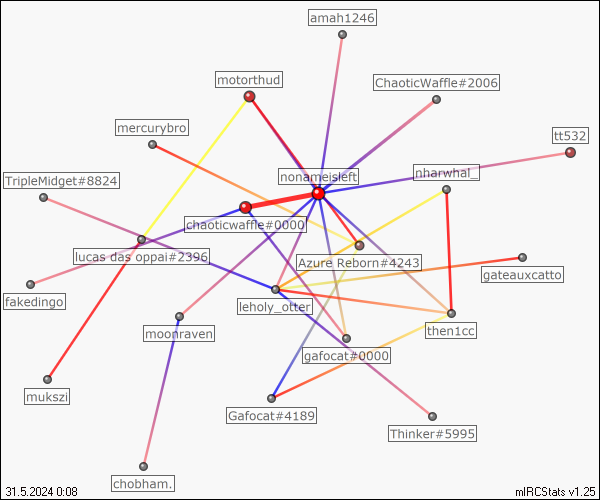 amah1246
motorthud
ChaoticWaffle#2006
mercurybro
tt532
nonameisleft
nharwhal_
TripleMidget#8824
chaoticwaffle#0000
lucas das oppai#2396
Azure Reborn#4243
gateauxcatto
fakedingo
leholy_otter
moonraven
then1cc
gafocat#0000
mukszi
Gafocat#4189
Thinker#5995
chobham.
31.5.2024 0:08
mIRCStats v1.25